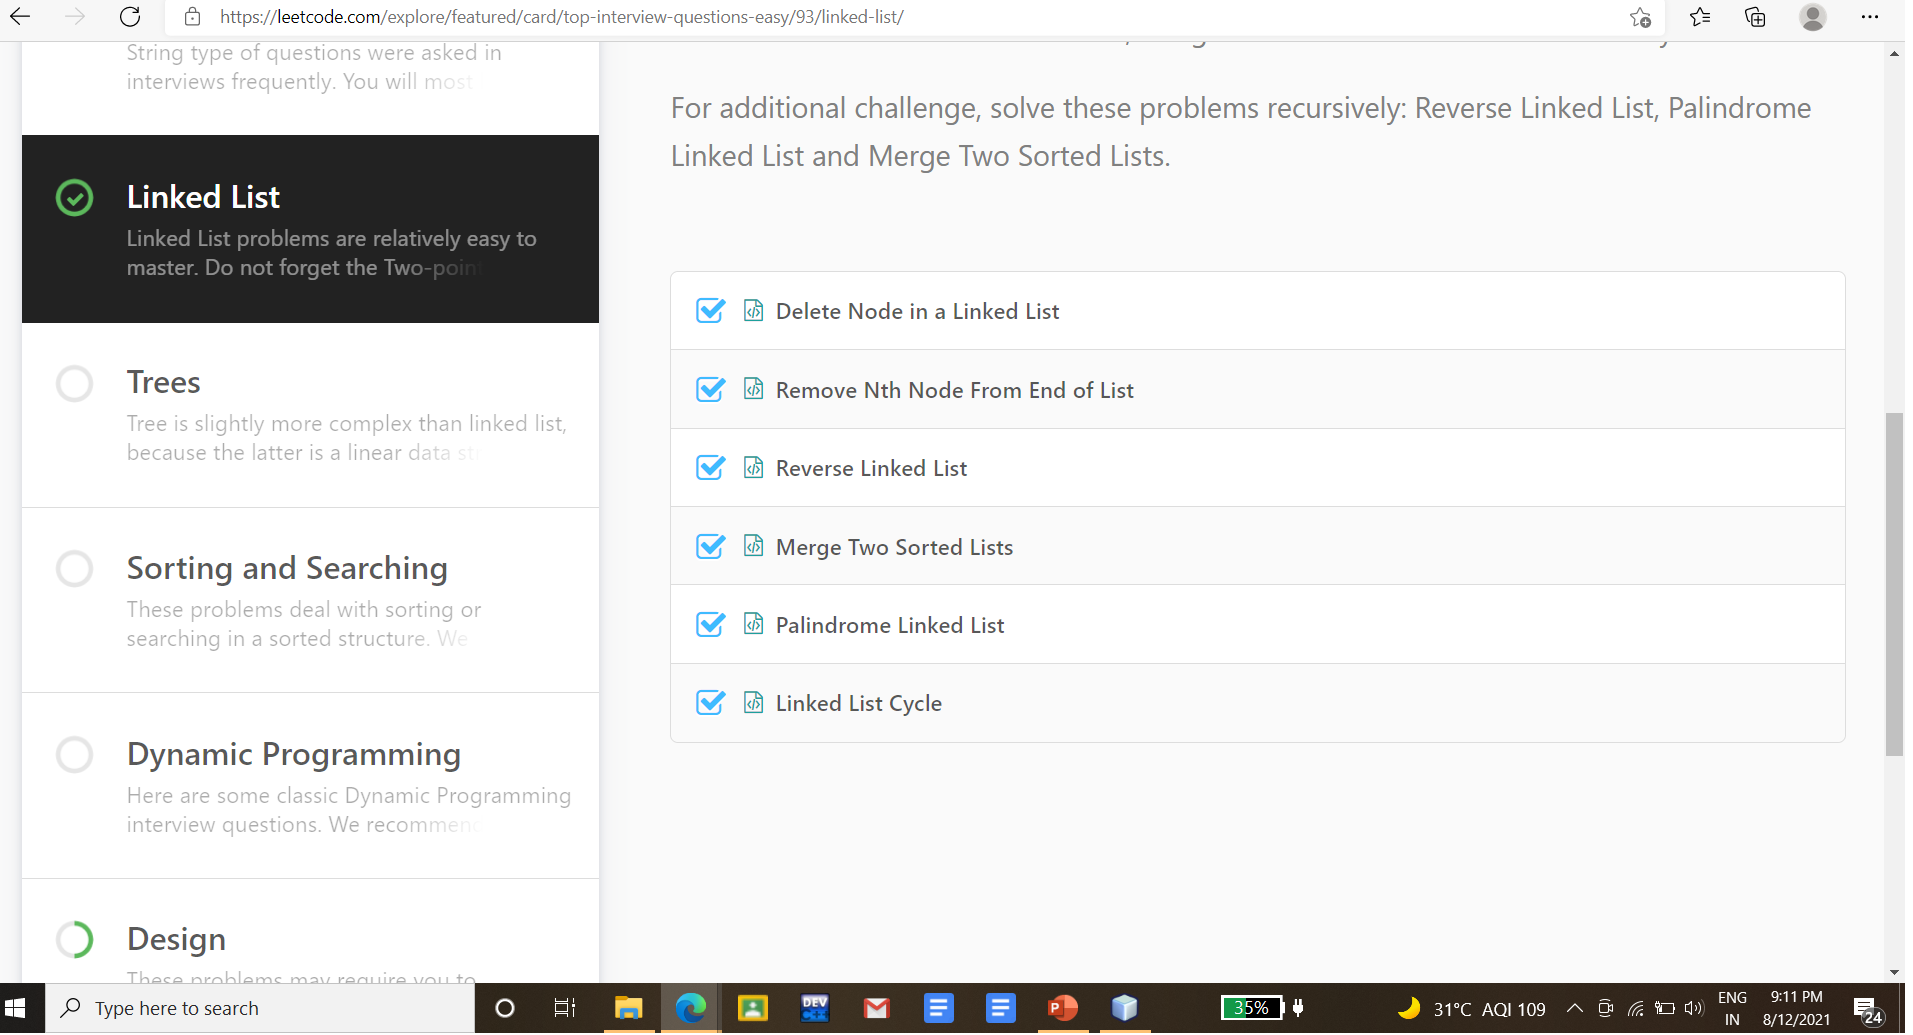 https://leetcode.com/explore/featured/card/top-interview-questions-easy/93/linked-list/
String type of questions were asked in
interviews frequently. You will most
Linked List
Linked List problems are relatively easy to
master. Do not forget the Two-poin
Trees
Tree is slightly more complex than linked list,
because the latter is a linear data st
Sorting and Searching
These problems deal with sorting or
searching in a sorted structure. We
Dynamic Programming
Here are some classic Dynamic Programming
interview questions. We recommend
Design
These problems may require you to
For additional challenge, solve these problems recursively: Reverse Linked List, Palindrome
Linked List and Merge Two Sorted Lists.
Delete Node in a Linked List
Remove Nth Node From End of List
Reverse Linked List
Merge Two Sorted Lists
Palindrome Linked List
Linked List Cycle
Type here to search
DEV
C++
P
35%
31°C AQI 109
ENG
IN
9:11 PM
8/12/2021
24